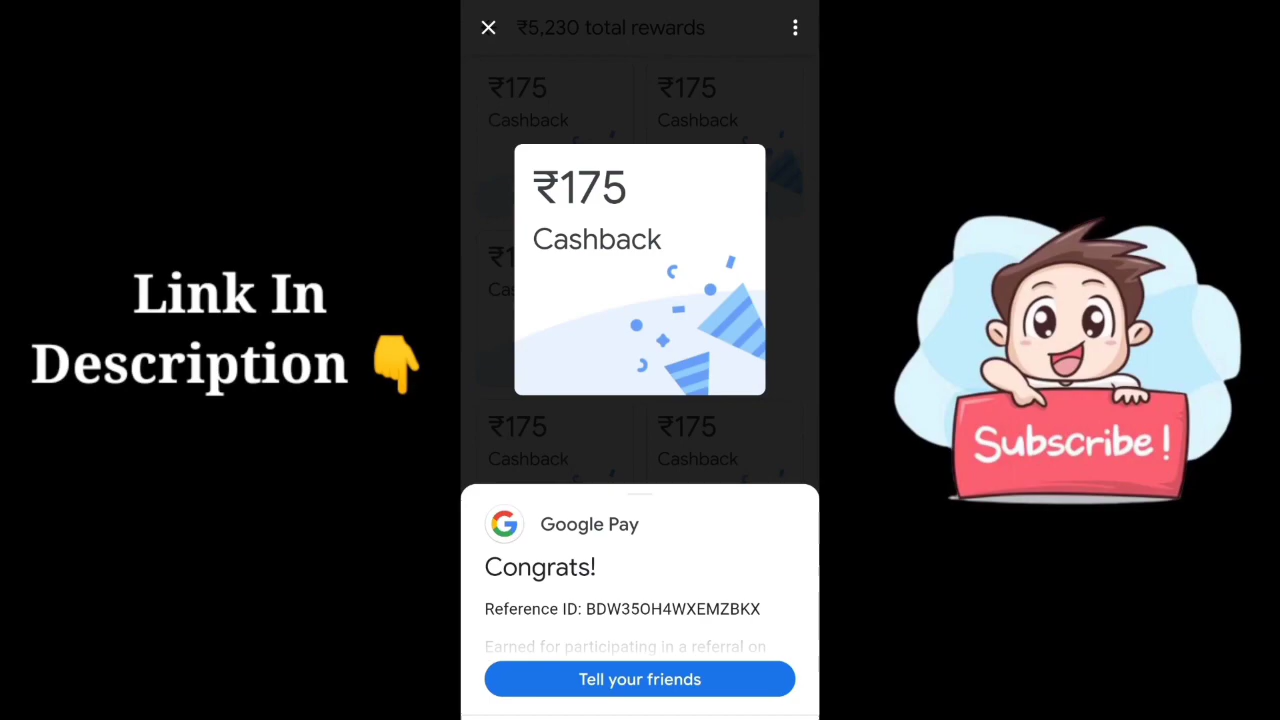 ₹5,230 total rewards
₹175
Cashback
₹175
Cashback
₹175
Cashback
₹175
Cashback
₹175
Cashback
Link In
Description 👇
Subscribe!
Google Pay
Congrats!
Reference ID: BDW35OH4WXEMZBKX
Earned for participating in a referral on
Tell your friends